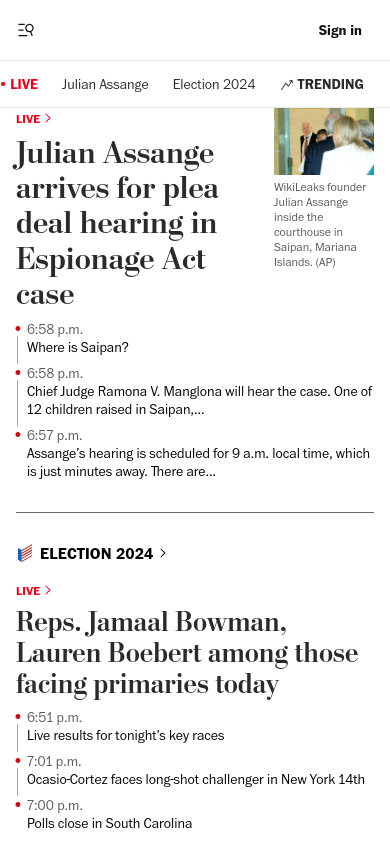 Sign in
LIVE
Julian Assange
Election 2024
TRENDING
LIVE
Julian Assange
arrives for plea
deal hearing in
Espionage Act
case
WikiLeaks founder
Julian Assange
inside the
courthouse in
Saipan, Mariana
Islands. (AP)
6:58 p.m.
Where is Saipan?
6:58 p.m.
Chief Judge Ramona V. Manglona will hear the case. One of
12 children raised in Saipan,...
6:57 p.m.
Assange’s hearing is scheduled for 9 a.m. local time, which
is just minutes away. There are...
ELECTION 2024
LIVE
Reps. Jamaal Bowman,
Lauren Boebert among those
facing primaries today
6:51 p.m.
Live results for tonight’s key races
7:01 p.m.
Ocasio-Cortez faces long-shot challenger in New York 14th
7:00 p.m.
Polls close in South Carolina